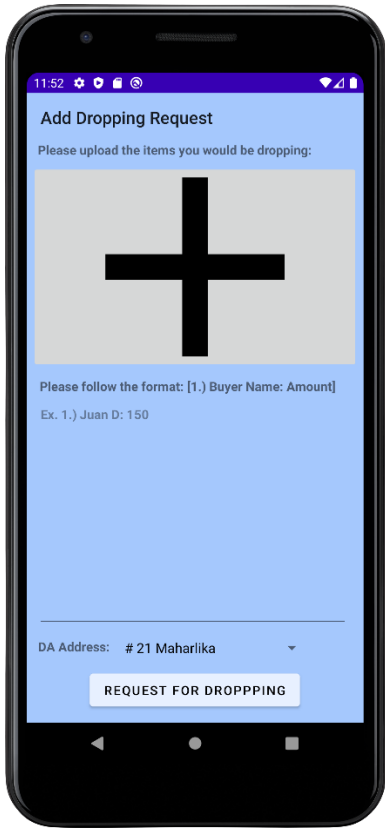 11:52
Add Dropping Request
Please upload the items you would be dropping:
Please follow the format: [1.) Buyer Name: Amount]
Ex. 1.) Juan D: 150
DA Address: # 21 Maharlika
REQUEST FOR DROPPPING